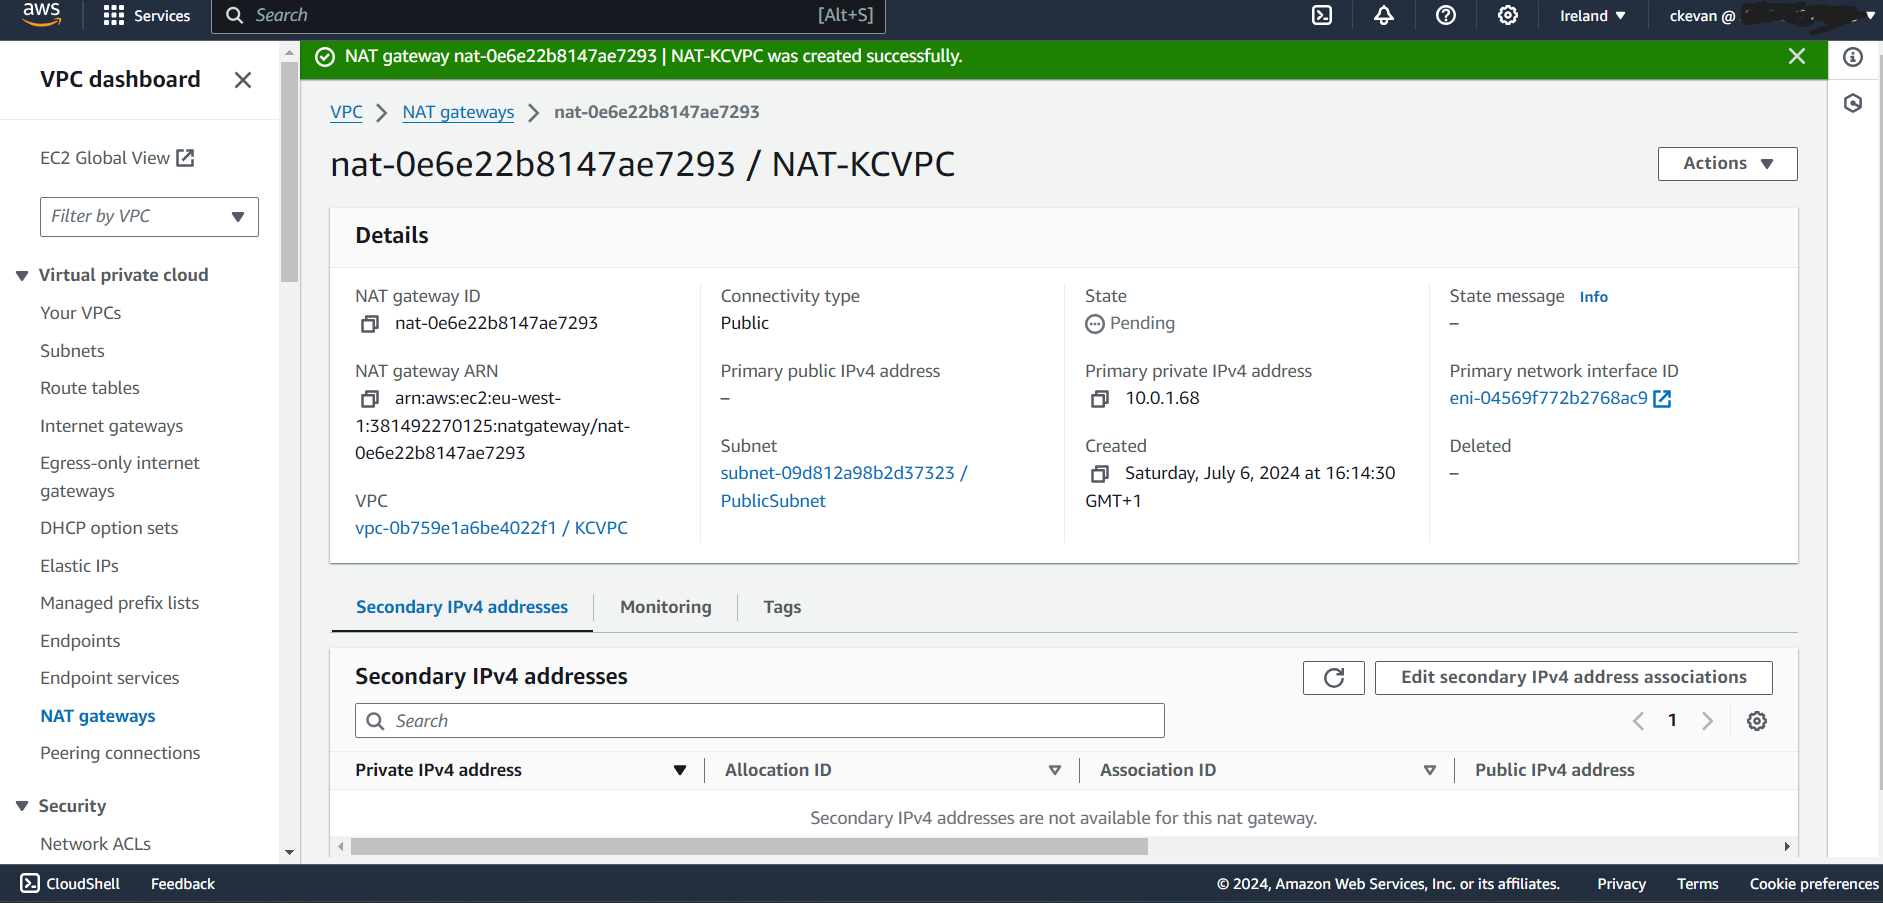 aws
Services
Search
[Alt+S]
Ireland
ckevan @
VPC dashboard
EC2 Global View
Filter by VPC
Virtual private cloud
Your VPCs
Subnets
Route tables
Internet gateways
Egress-only internet
gateways
DHCP option sets
Elastic IPs
Managed prefix lists
Endpoints
Endpoint services
NAT gateways
Peering connections
Security
Network ACLs
NAT gateway nat-0e6e22b8147ae7293 | NAT-KCVPC was created successfully.
VPC
NAT gateways
nat-0e6e22b8147ae7293
nat-0e6e22b8147ae7293 / NAT-KCVPC
Actions
Details
NAT gateway ID
nat-0e6e22b8147ae7293
Connectivity type
Public
State
Pending
State message Info
–
NAT gateway ARN
arn:aws:ec2:eu-west-
1:381492270125:natgateway/nat-
0e6e22b8147ae7293
Primary public IPv4 address
–
Primary private IPv4 address
10.0.1.68
Primary network interface ID
eni-04569f772b2768ac9
VPC
vpc-0b759e1a6be4022f1 / KCVPC
Subnet
subnet-09d812a98b2d37323 /
PublicSubnet
Created
Saturday, July 6, 2024 at 16:14:30
GMT+1
Deleted
–
Secondary IPv4 addresses
Monitoring
Tags
Secondary IPv4 addresses
Edit secondary IPv4 address associations
Search
1
Private IPv4 address
Allocation ID
Association ID
Public IPv4 address
Secondary IPv4 addresses are not available for this nat gateway.
CloudShell
Feedback
© 2024, Amazon Web Services, Inc. or its affiliates.
Privacy
Terms
Cookie preferences